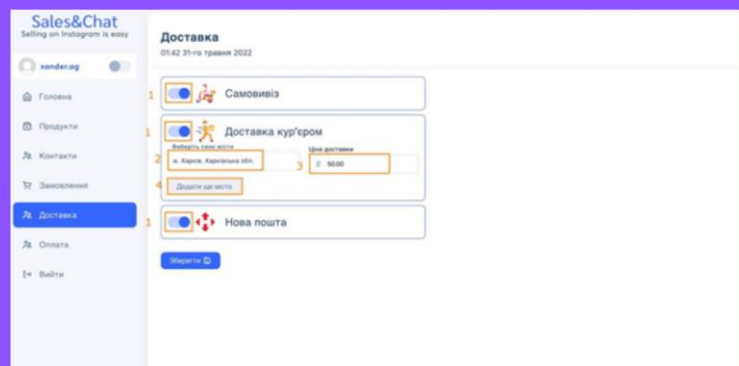 Sales&Chat
Selling on Instagram is easy
xander.og
Головна
Продукти
Контакти
Замовлення
Доставка
Оплата
Вийти
Доставка
01:42 31-го травня 2022
1 Самовивіз
1 Доставка кур'єром
Виберіть своє місто
Ціна доставки
2 м. Харків, Харківська обл.
3 ₴ 50.00
4 Додати ще місто
1 Нова пошта
Зберегти